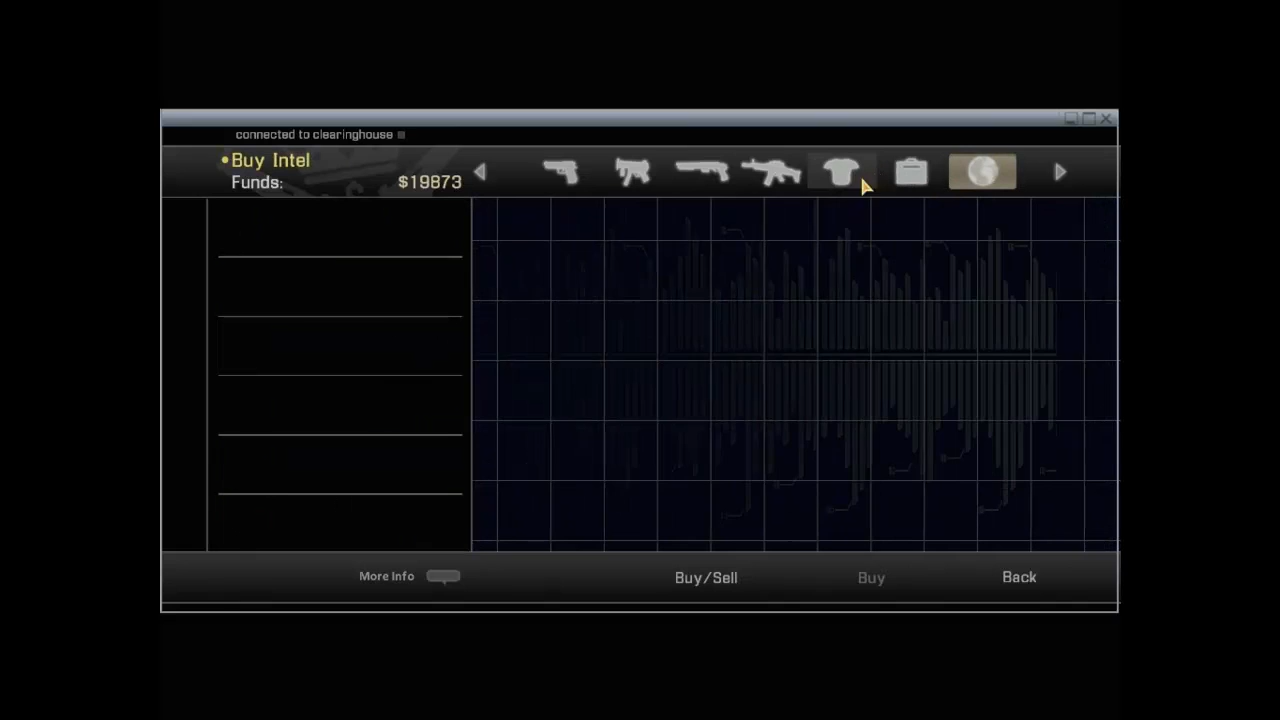 connected to clearinghouse
•Buy Intel
Funds: $19873
More Info
Buy/Sell
Buy
Back